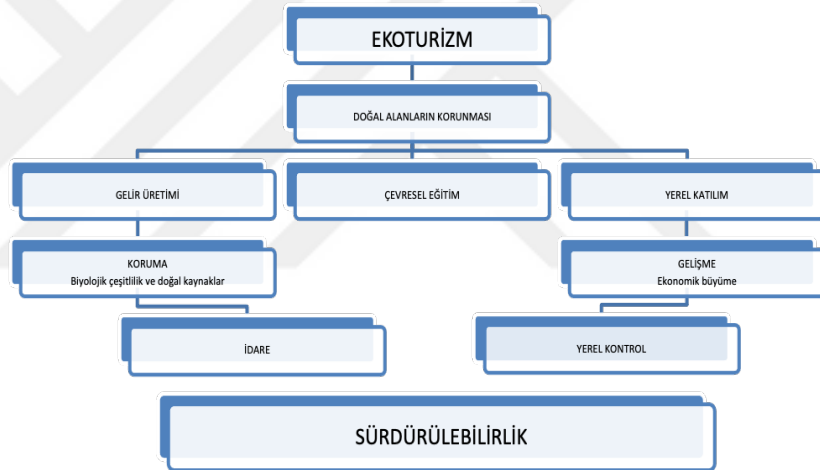 EKOTURİZM
DOĞAL ALANLARIN KORUNMASI
GELİR ÜRETİMİ
ÇEVRESEL EĞİTİM
YEREL KATILIM
KORUMA
Biyolojik çeşitlilik ve doğal kaynaklar
GELİŞME
Ekonomik büyüme
İDARE
YEREL KONTROL
SÜRDÜRÜLEBİLİRLİK